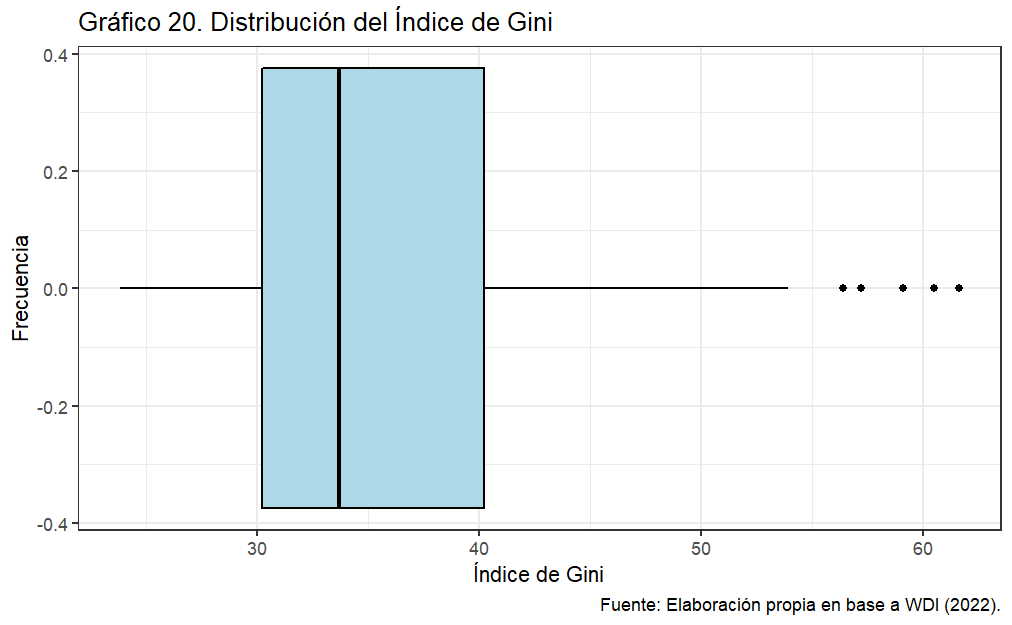 Gráfico 20. Distribución del Índice de Gini
0.4
0.2
0.0
-0.2
-0.4
Frecuencia
30 40 50 60
Índice de Gini
Fuente: Elaboración propia en base a WDI (2022).